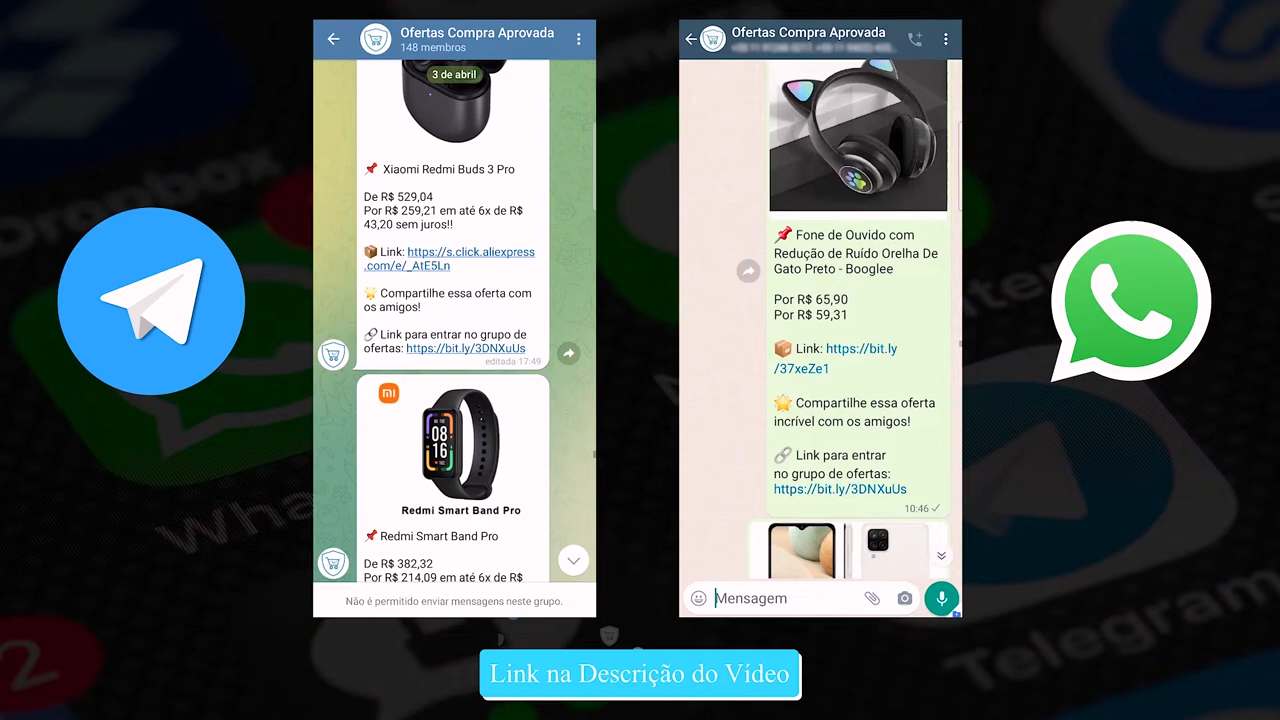 Ofertas Compra Aprovada
148 membros
3 de abril
📌 Xiaomi Redmi Buds 3 Pro
De R$ 529,04
Por R$ 259,21 em até 6x de R$
43,20 sem juros!!
📦 Link: https://s.click.aliexpress
.com/e/_AtE5Ln
🌟 Compartilhe essa oferta com
os amigos!
🔗 Link para entrar no grupo de
ofertas: https://bit.ly/3DNXuUs
editada 17:49
08
16
Redmi Smart Band Pro
📌 Redmi Smart Band Pro
De R$ 382,32
Por R$ 214,09 em até 6x de R$
Não é permitido enviar mensagens neste grupo.
Ofertas Compra Aprovada
📌 Fone de Ouvido com
Redução de Ruído Orelha De
Gato Preto - Booglee
Por R$ 65,90
Por R$ 59,31
📦 Link: https://bit.ly
/37xeZe1
🌟 Compartilhe essa oferta
incrível com os amigos!
🔗 Link para entrar
no grupo de ofertas:
https://bit.ly/3DNXuUs
10:46
Mensagem
Dropbox
Wha
Telegram
2
Link na Descrição do Vídeo